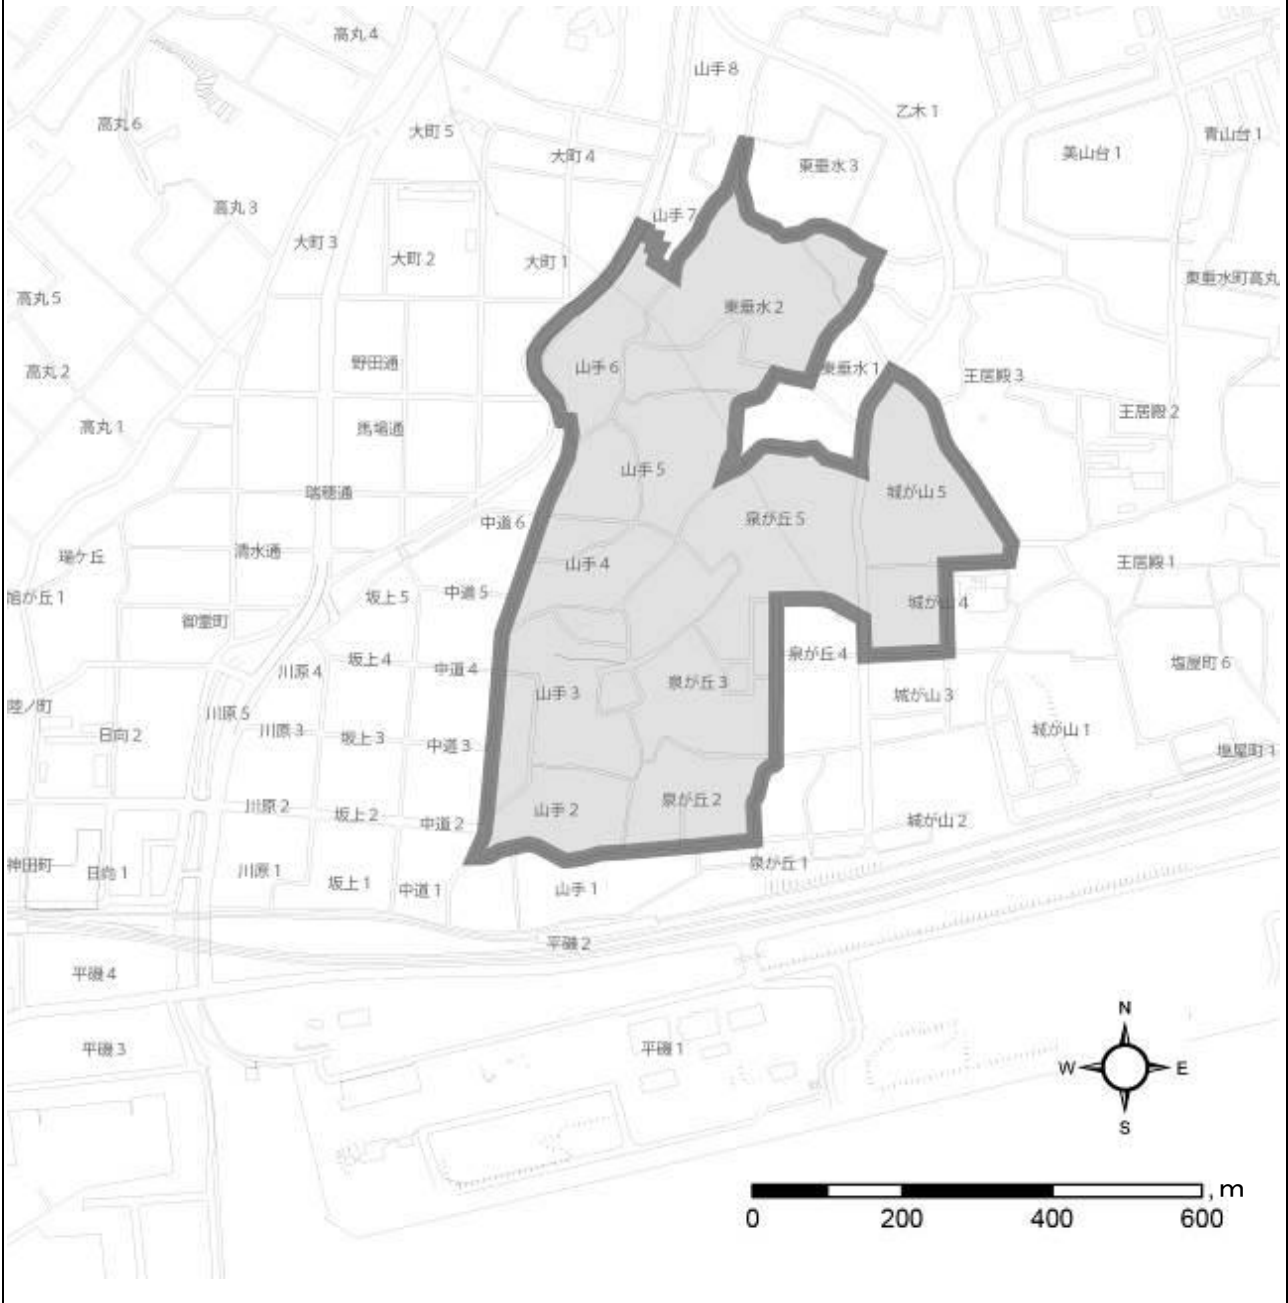 高丸 4
山手 8
乙木 1
高丸 6
大町 5
青山台 1
大町 4
美山台 1
東垂水 3
高丸 3
山手 7
大町 3
大町 2
大町 1
東垂水町高丸
高丸 5
東垂水 2
野田通
山手 6
東垂水 1
高丸 2
王居殿 3
王居殿 2
高丸 1
馬場通
山手 5
瑞穂通
城が山 5
中道 6
泉が丘 5
清水通
瑞ケ丘
山手 4
王居殿 1
旭が丘 1
坂上 5
中道 5
城が山 4
御霊町
坂上 4
泉が丘 4
川原 4
中道 4
塩屋町 6
泉が丘 3
山手 3
城が山 3
陸ノ町
川原 5
川原 3
日向 2
坂上 3
中道 3
城が山 1
塩屋町 1
泉が丘 2
川原 2
山手 2
坂上 2
中道 2
城が山 2
神田町
日向 1
川原 1
泉が丘 1
坂上 1
中道 1
山手 1
平磯 2
平磯 4
平磯 3
平磯 1
N
W E
S
, m
0 200 400 600